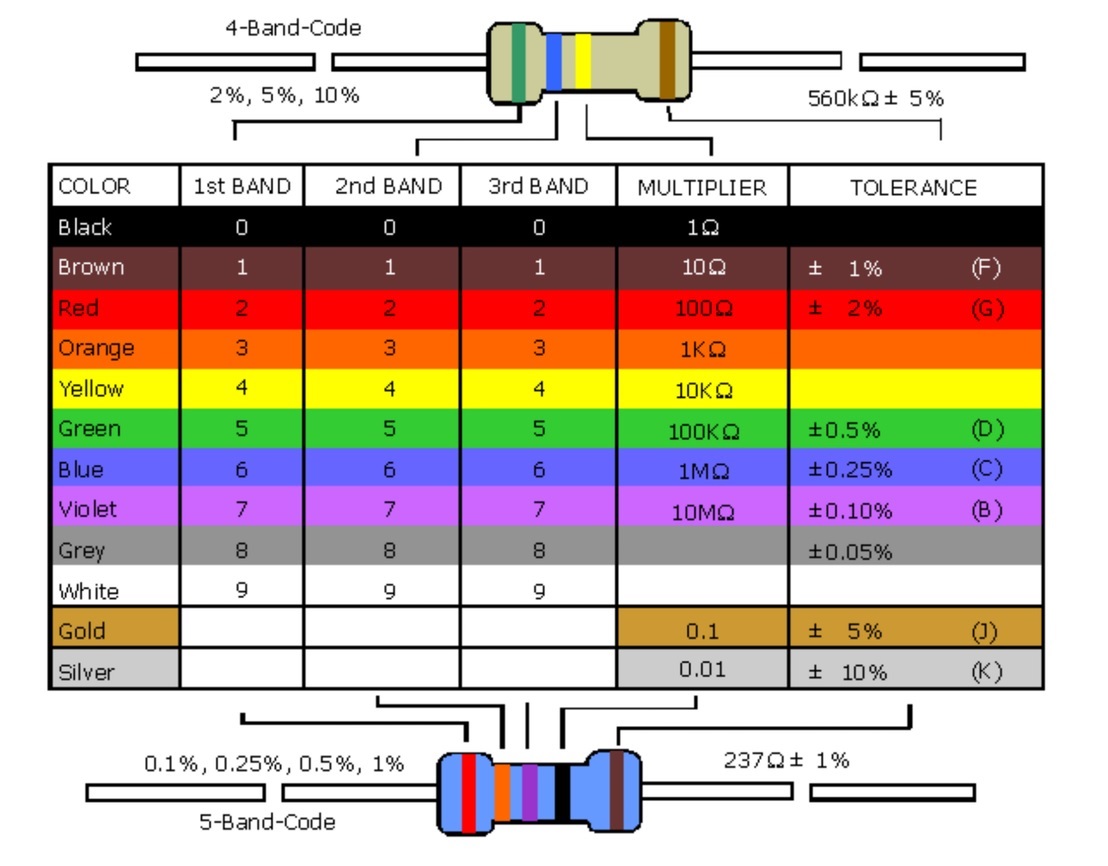 4-Band-Code
2%, 5%, 10%
560kΩ ± 5%
COLOR 1st BAND 2nd BAND 3rd BAND MULTIPLIER TOLERANCE
Black 0 0 0 1Ω
Brown 1 1 1 10Ω ± 1% (F)
Red 2 2 2 100Ω ± 2% (G)
Orange 3 3 3 1KΩ
Yellow 4 4 4 10KΩ
Green 5 5 5 100KΩ ±0.5% (D)
Blue 6 6 6 1MΩ ±0.25% (C)
Violet 7 7 7 10MΩ ±0.10% (B)
Grey 8 8 8 ±0.05%
White 9 9 9
Gold 0.1 ± 5% (J)
Silver 0.01 ± 10% (K)
0.1%, 0.25%, 0.5%, 1%
237Ω ± 1%
5-Band-Code